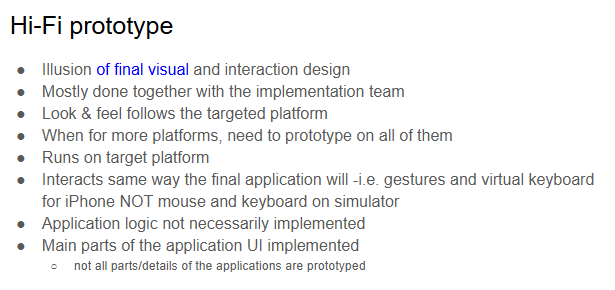 Hi-Fi prototype
● Illusion of final visual and interaction design
● Mostly done together with the implementation team
● Look & feel follows the targeted platform
● When for more platforms, need to prototype on all of them
● Runs on target platform
● Interacts same way the final application will -i.e. gestures and virtual keyboard
for iPhone NOT mouse and keyboard on simulator
● Application logic not necessarily implemented
● Main parts of the application UI implemented
○ not all parts/details of the applications are prototyped